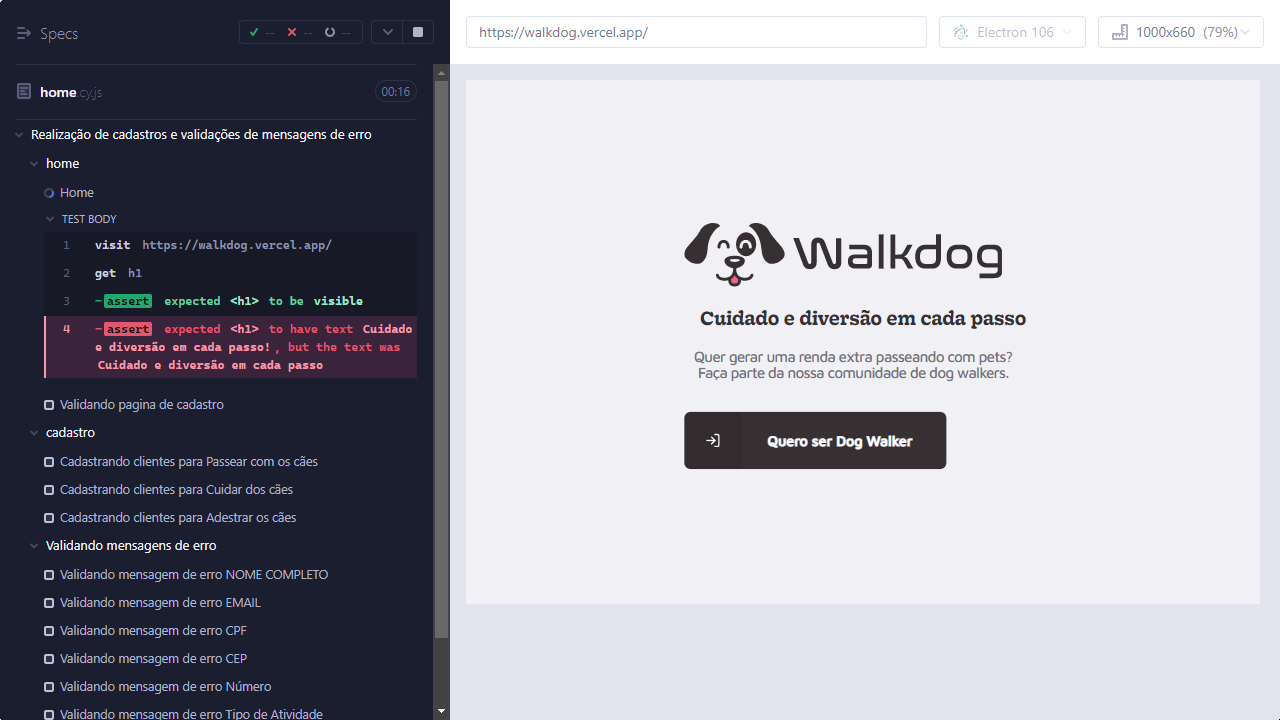 Specs
--
--
--
home.cy.js
00:16
Realização de cadastros e validações de mensagens de erro
home
Home
TEST BODY
1 visit https://walkdog.vercel.app/
2 get h1
3 -assert expected <h1> to be visible
4 -assert expected <h1> to have text Cuidado
e diversão em cada passo!, but the text was
Cuidado e diversão em cada passo
Validando pagina de cadastro
cadastro
Cadastrando clientes para Passear com os cães
Cadastrando clientes para Cuidar dos cães
Cadastrando clientes para Adestrar os cães
Validando mensagens de erro
Validando mensagem de erro NOME COMPLETO
Validando mensagem de erro EMAIL
Validando mensagem de erro CPF
Validando mensagem de erro CEP
Validando mensagem de erro Número
Validando mensagem de erro Tipo de Atividade
https://walkdog.vercel.app/
Electron 106
1000x660 (79%)
Walkdog
Cuidado e diversão em cada passo
Quer gerar uma renda extra passeando com pets?
Faça parte da nossa comunidade de dog walkers.
Quero ser Dog Walker